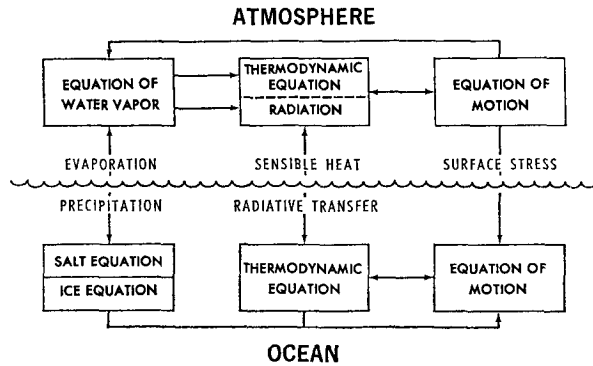 ATMOSPHERE
EQUATION OF
WATER VAPOR
THERMODYNAMIC
EQUATION
RADIATION
EQUATION OF
MOTION
EVAPORATION
SENSIBLE HEAT
SURFACE STRESS
PRECIPITATION
RADIATIVE TRANSFER
SALT EQUATION
ICE EQUATION
THERMODYNAMIC
EQUATION
EQUATION OF
MOTION
OCEAN